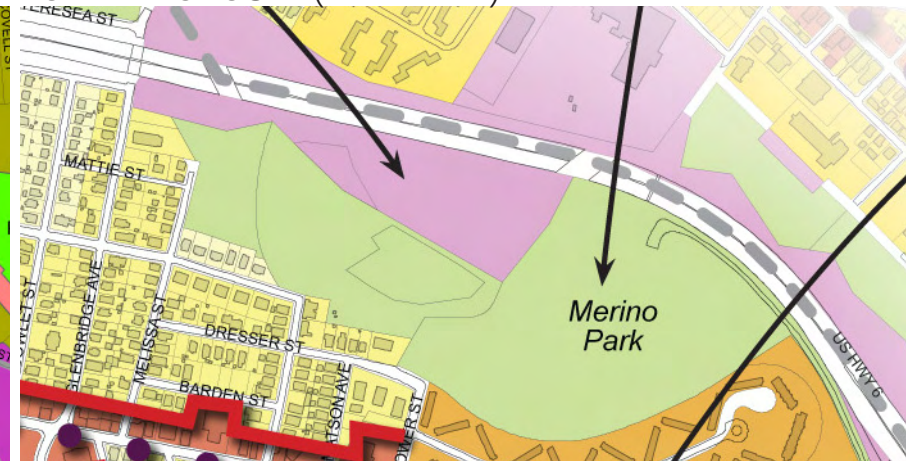 TERESEA ST
MATTIE ST
Merino
Park
US HWY 6
GLENBRIDGE AVE
MELISSA ST
DRESSER ST
BARDEN ST